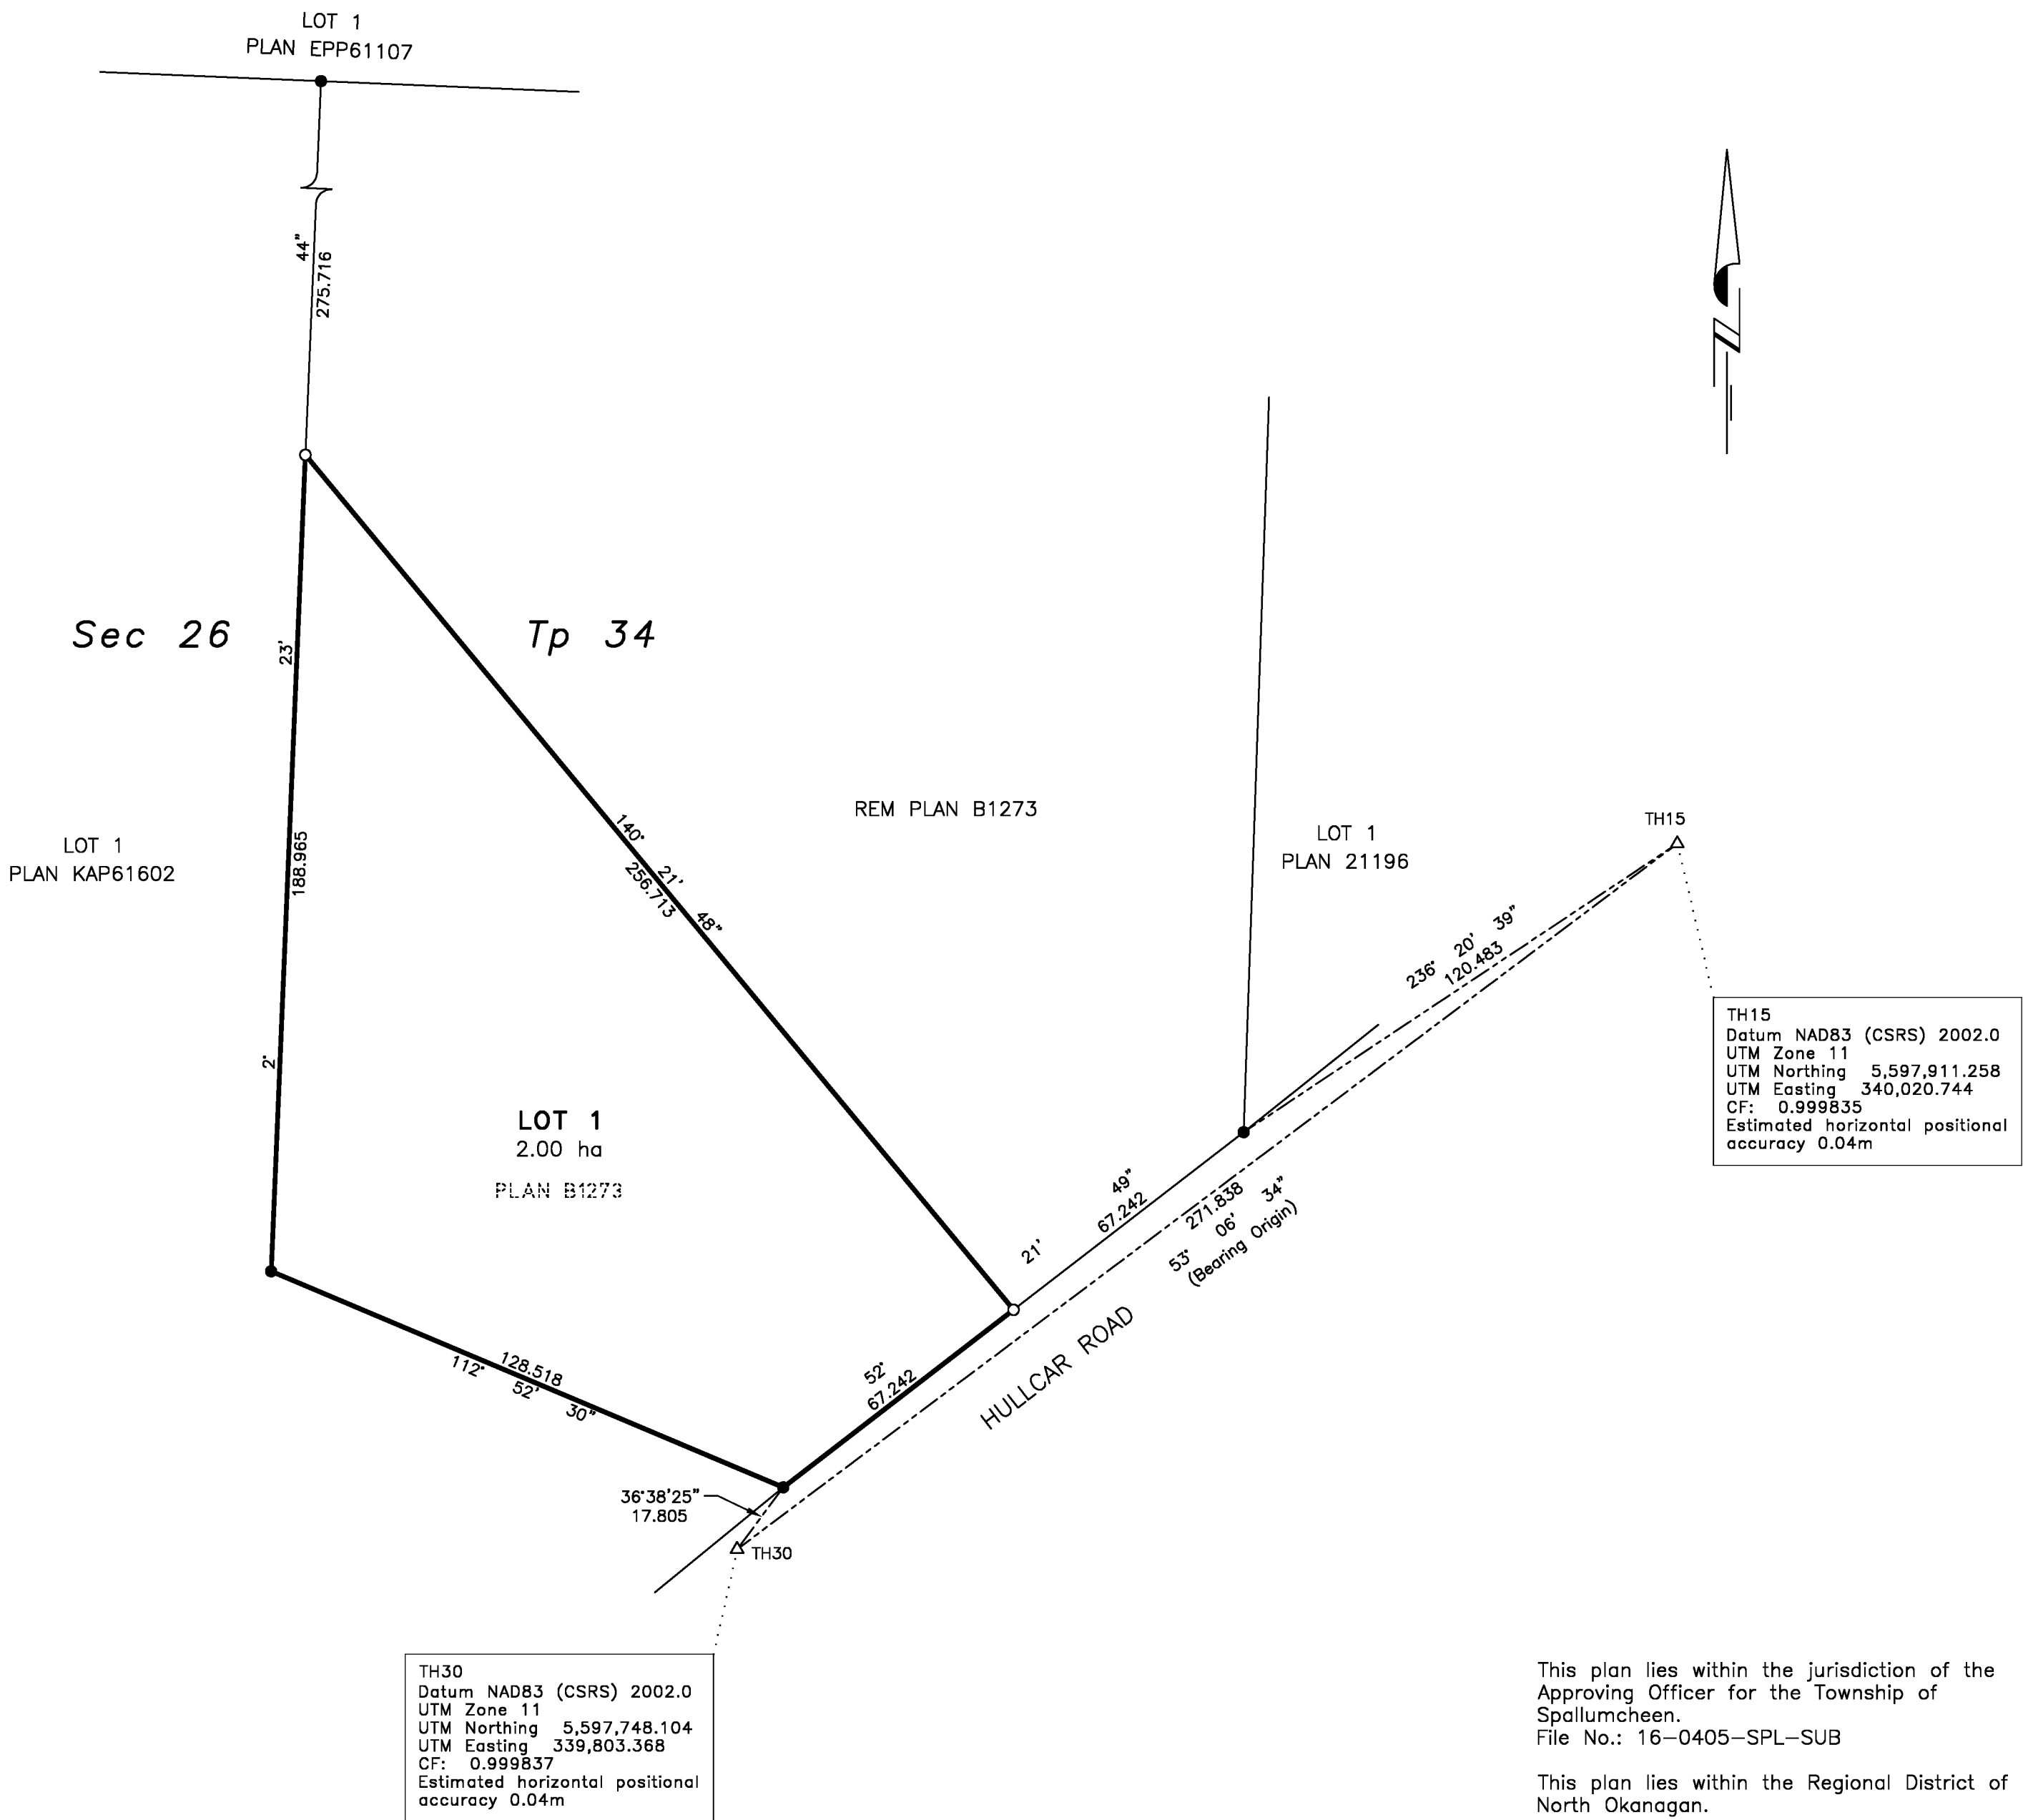 LOT 1
PLAN EPP61107
44"
275.716
Sec 26
23'
Tp 34
188.965
2°
LOT 1
PLAN KAP61602
140° 21' 48"
256.713
REM PLAN B1273
LOT 1
PLAN 21196
TH15
236° 20' 39"
120.483
TH15
Datum NAD83 (CSRS) 2002.0
UTM Zone 11
UTM Northing 5,597,911.258
UTM Easting 340,020.744
CF: 0.999835
Estimated horizontal positional
accuracy 0.04m
LOT 1
2.00 ha
PLAN B1273
49"
67.242
21'
271.838
53° 06' 34"
(Bearing Origin)
HULLCAR ROAD
52°
67.242
128.518
112° 52' 30"
36°38'25"
17.805
TH30
TH30
Datum NAD83 (CSRS) 2002.0
UTM Zone 11
UTM Northing 5,597,748.104
UTM Easting 339,803.368
CF: 0.999837
Estimated horizontal positional
accuracy 0.04m
This plan lies within the jurisdiction of the
Approving Officer for the Township of
Spallumcheen.
File No.: 16-0405-SPL-SUB
This plan lies within the Regional District of
North Okanagan.